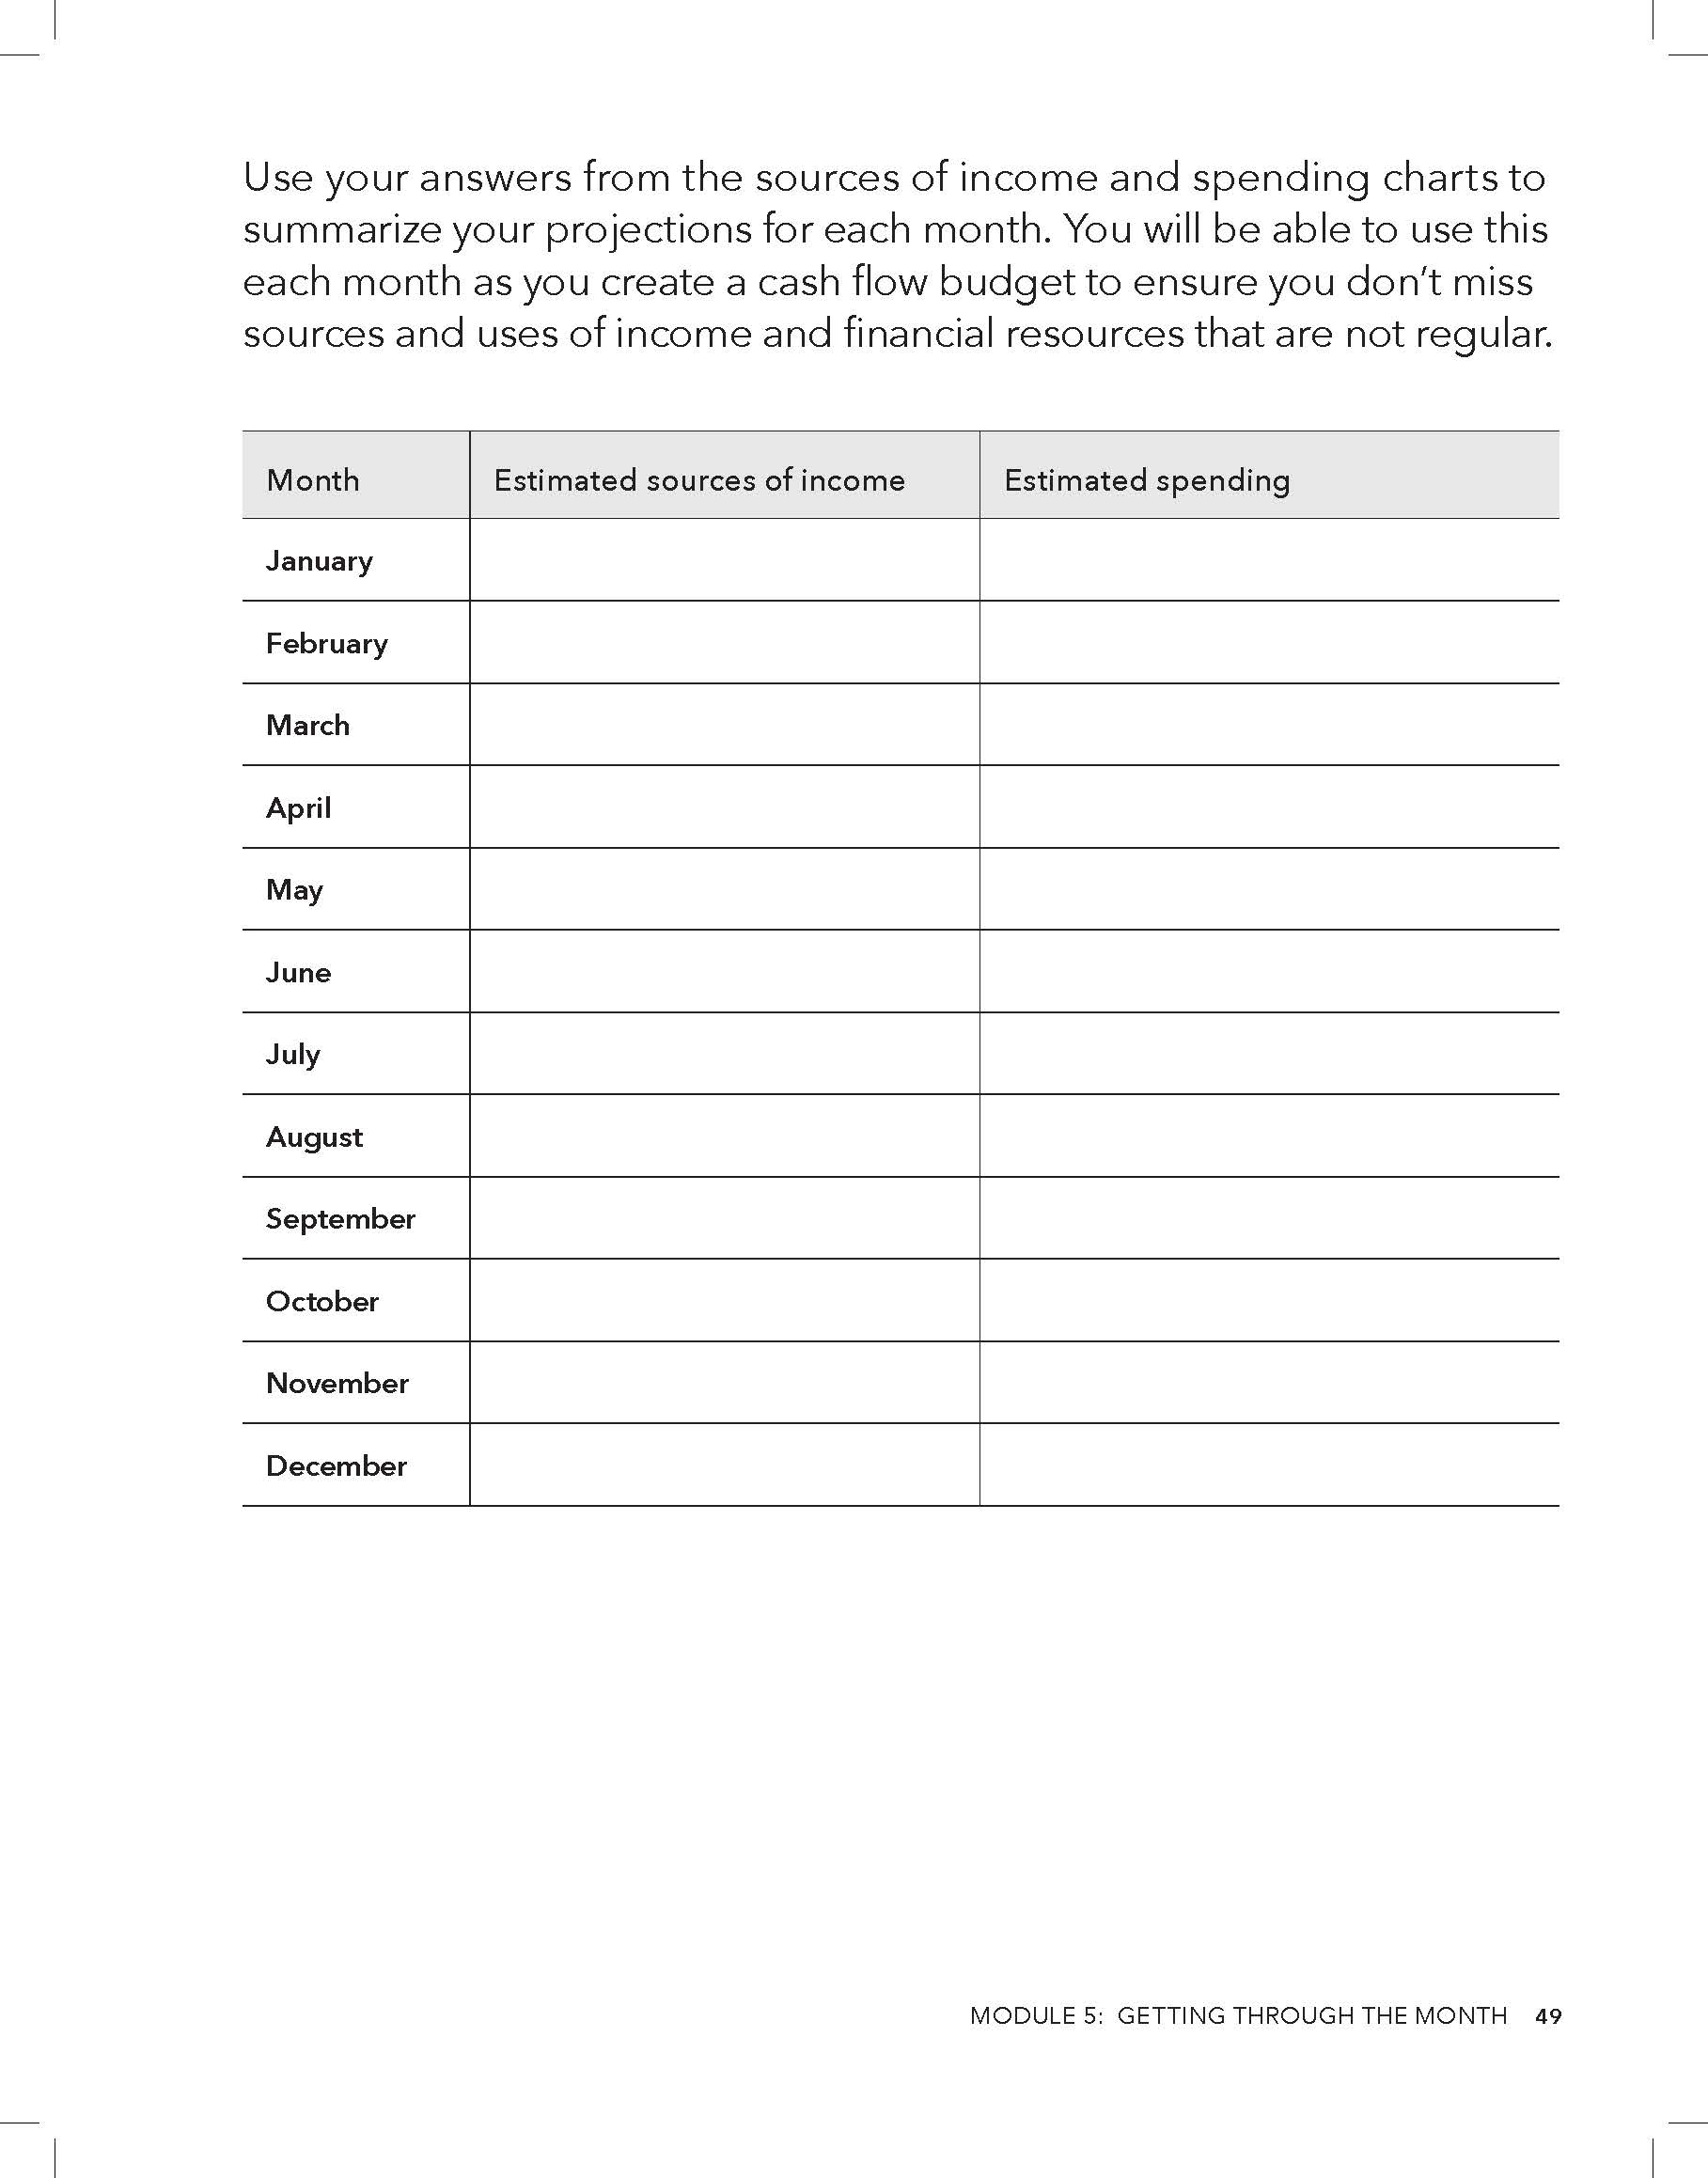 Use your answers from the sources of income and spending charts to
summarize your projections for each month. You will be able to use this
each month as you create a cash flow budget to ensure you don’t miss
sources and uses of income and financial resources that are not regular.
Month Estimated sources of income Estimated spending
January
February
March
April
May
June
July
August
September
October
November
December
MODULE 5: GETTING THROUGH THE MONTH 49